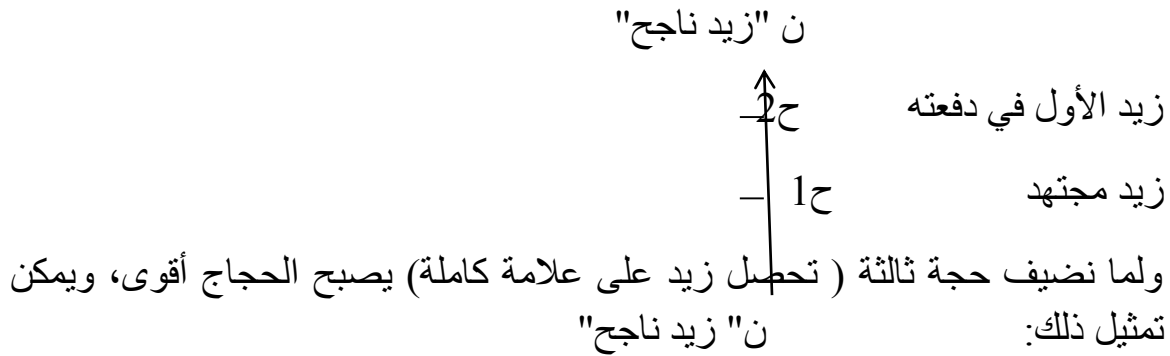 ن "زيد ناجح"
زيد الأول في دفعته ح2
زيد مجتهد ح1
ولما نضيف حجة ثالثة ( تحصل زيد على علامة كاملة) يصبح الحجاج أقوى، ويمكن
تمثيل ذلك: ن" زيد ناجح"